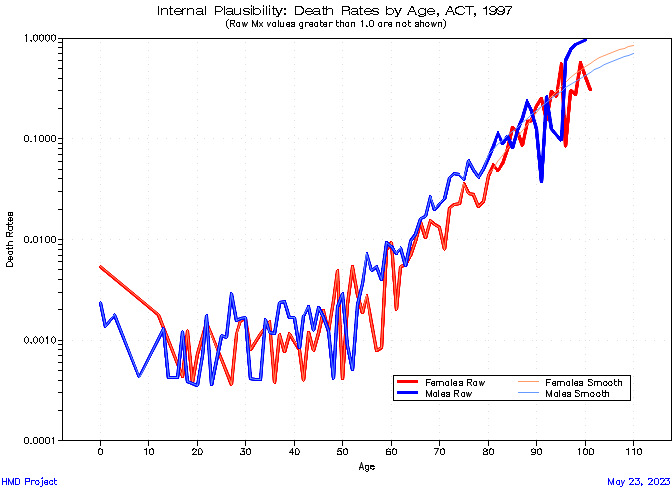 Internal Plausibility: Death Rates by Age, ACT, 1997
(Raw Mx values greater than 1.0 are not shown)
1.0000
0.1000
0.0100
0.0010
0.0001
Death Rates
Females Raw
Females Smooth
Males Raw
Males Smooth
0 10 20 30 40 50 60 70 80 90 100 110
Age
HMD Project
May 23, 2023